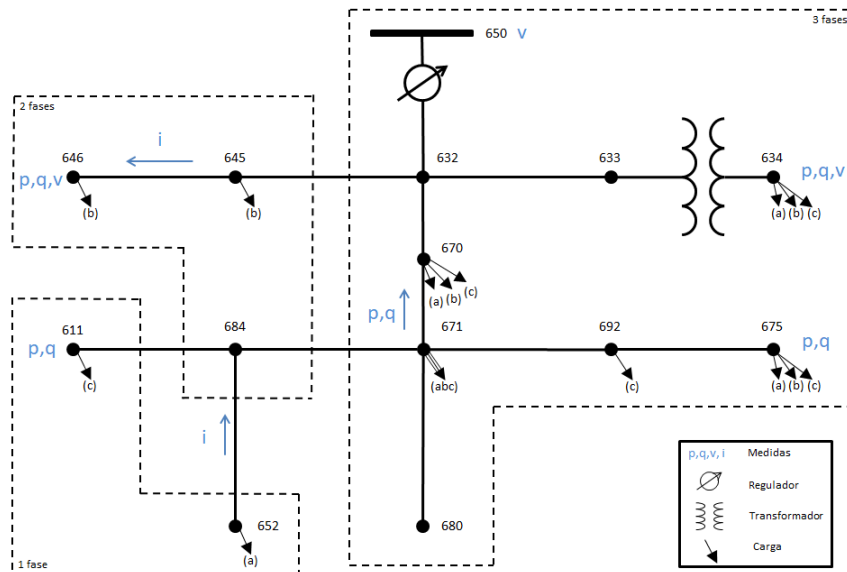 650 v
3 fases
2 fases
i
646
645
632
633
634
p,q,v
p,q,v
(b)
(b)
(a) (b) (c)
670
(a) (b) (c)
p,q
611
684
671
692
675
p,q
p,q
(c)
(abc)
(c)
(a) (b) (c)
i
p,q,v, i Medidas
Regulador
652
680
Transformador
(a)
Carga
1 fase